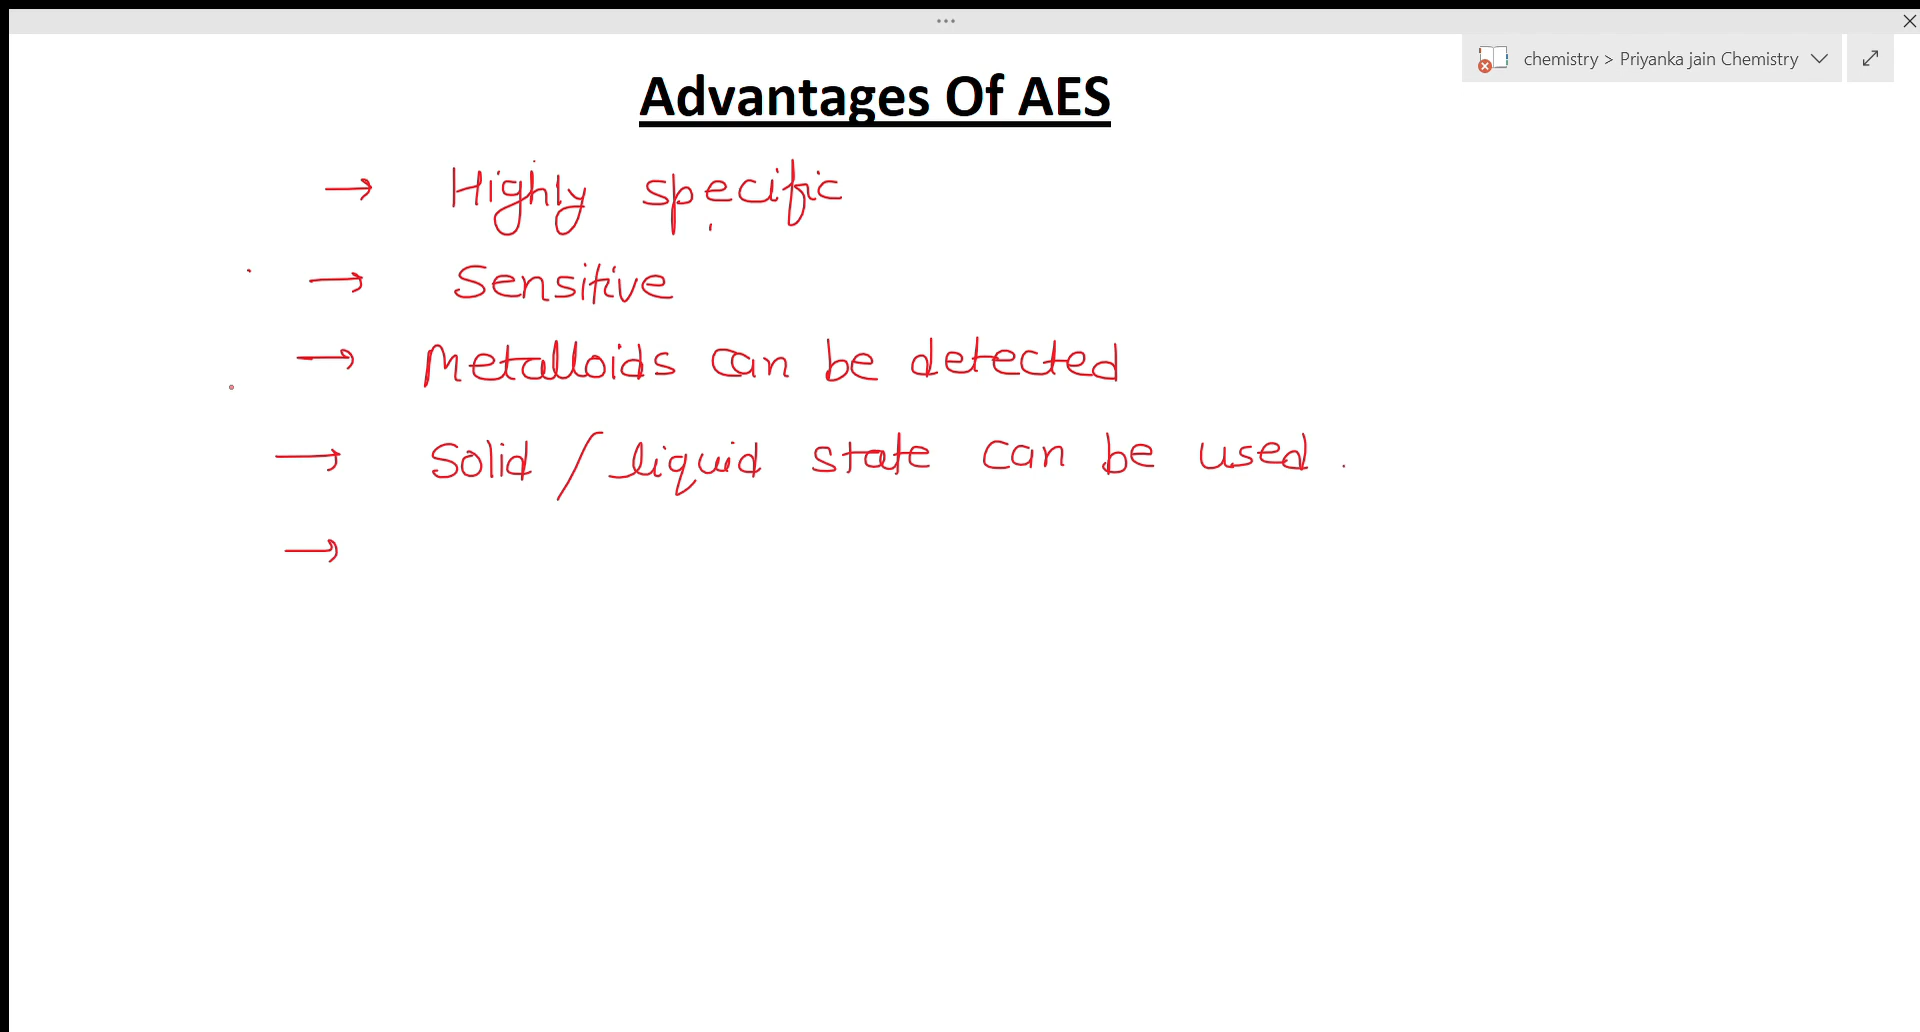 chemistry > Priyanka jain Chemistry
Advantages Of AES
→ Highly specific
→ Sensitive
→ Metalloids can be detected
→ Solid / liquid state can be used.
→